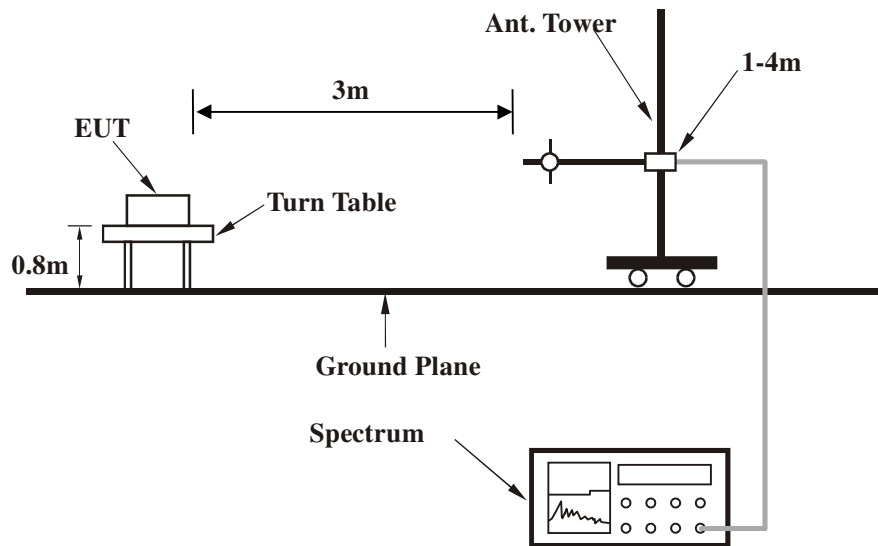 Ant. Tower
1-4m
3m
EUT
Turn Table
0.8m
Ground Plane
Spectrum